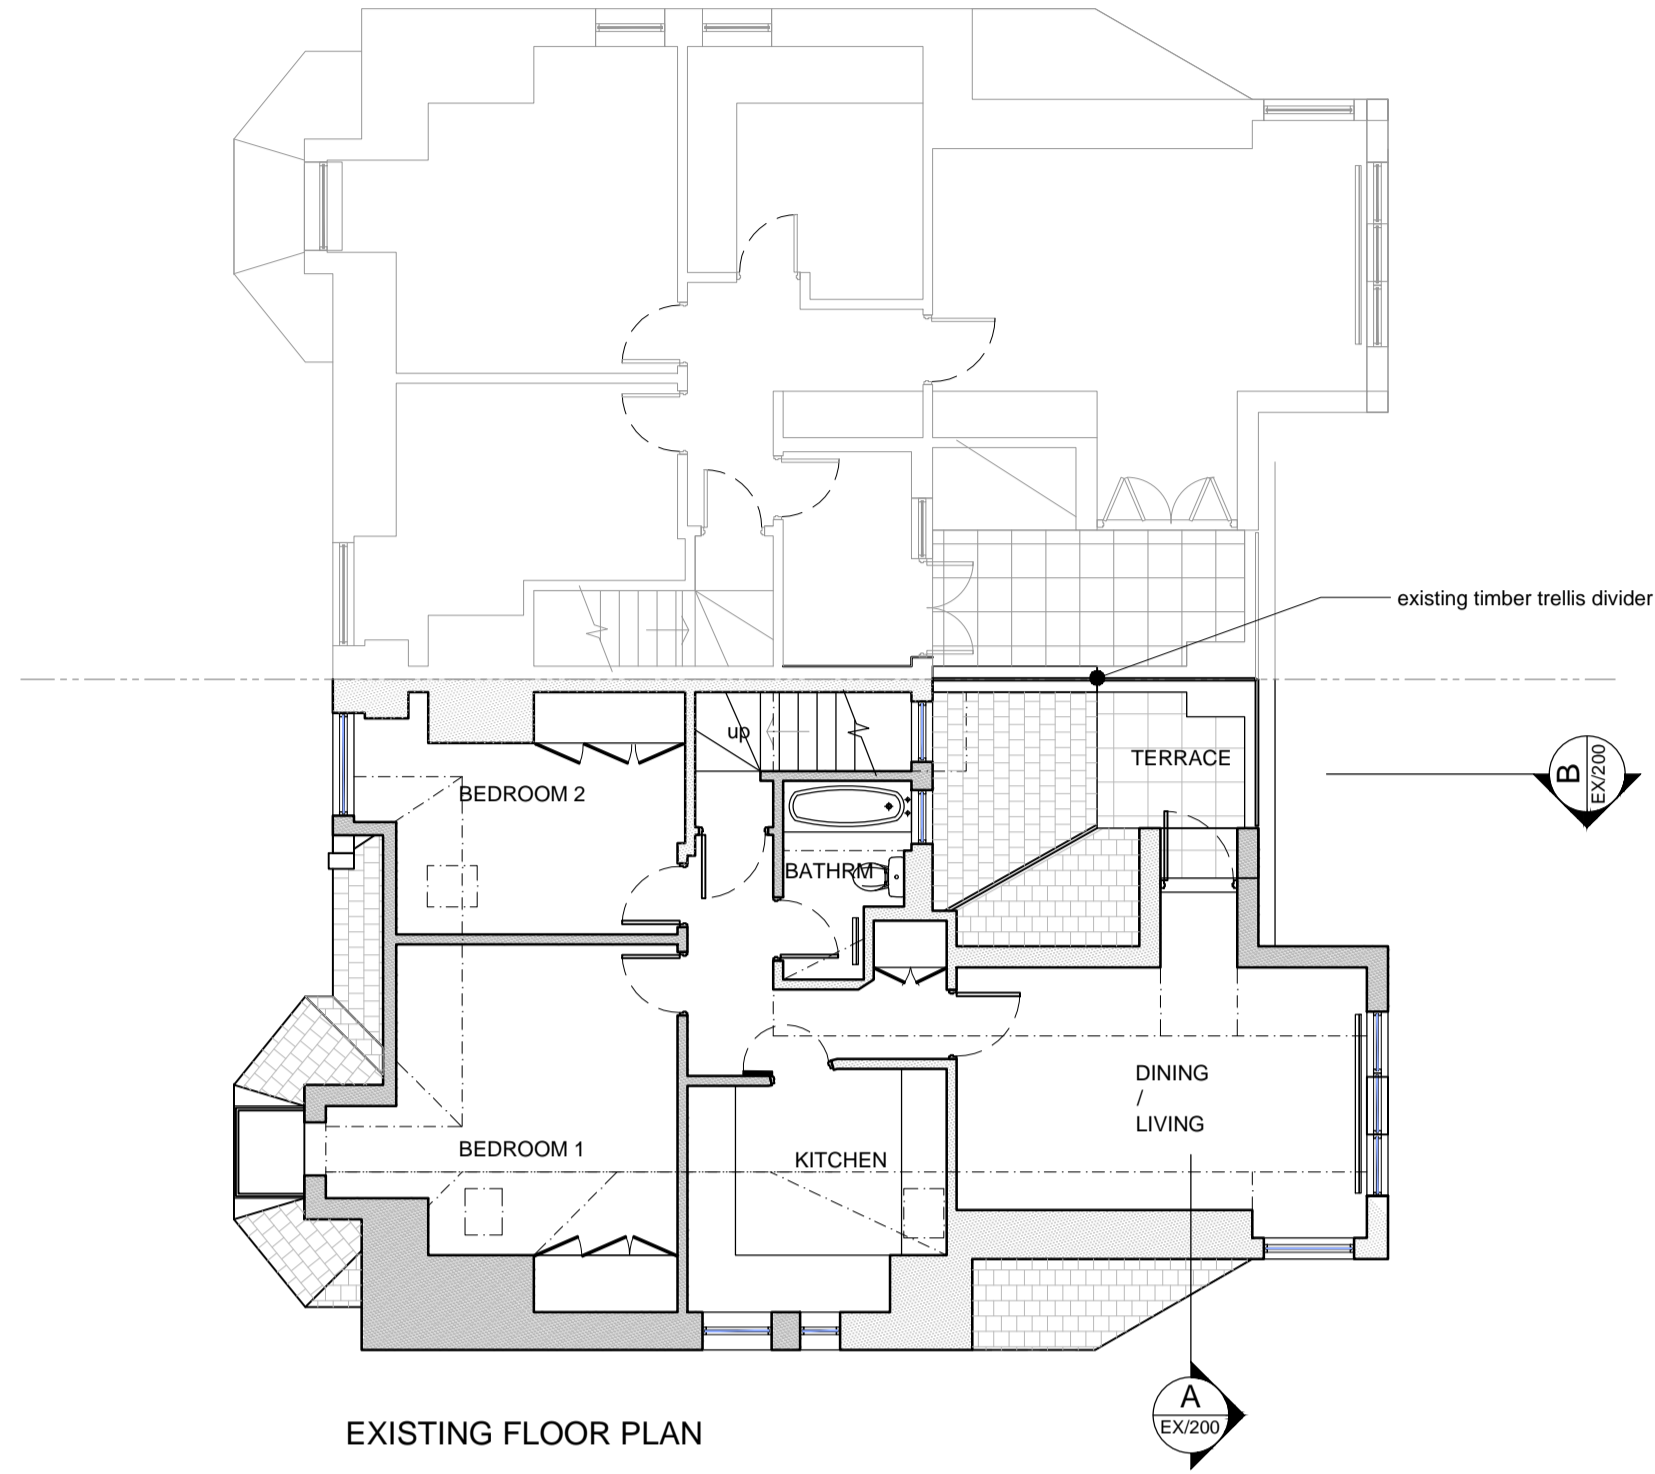 existing timber trellis divider
up
TERRACE
B
EX/200
BEDROOM 2
BATHRM
DINING
/
LIVING
BEDROOM 1
KITCHEN
A
EX/200
EXISTING FLOOR PLAN